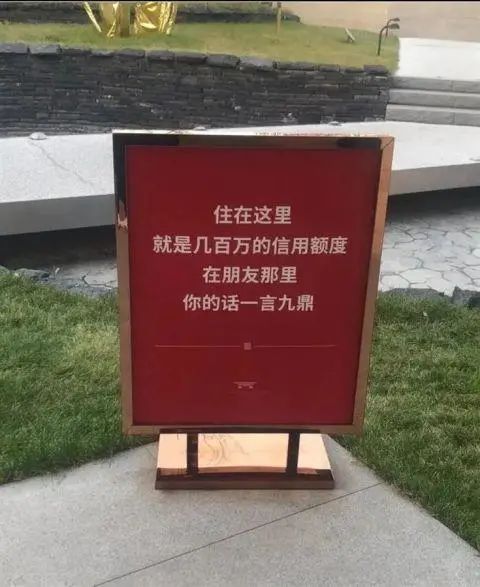 住在这里
就是几百万的信用额度
在朋友那里
你的话一言九鼎